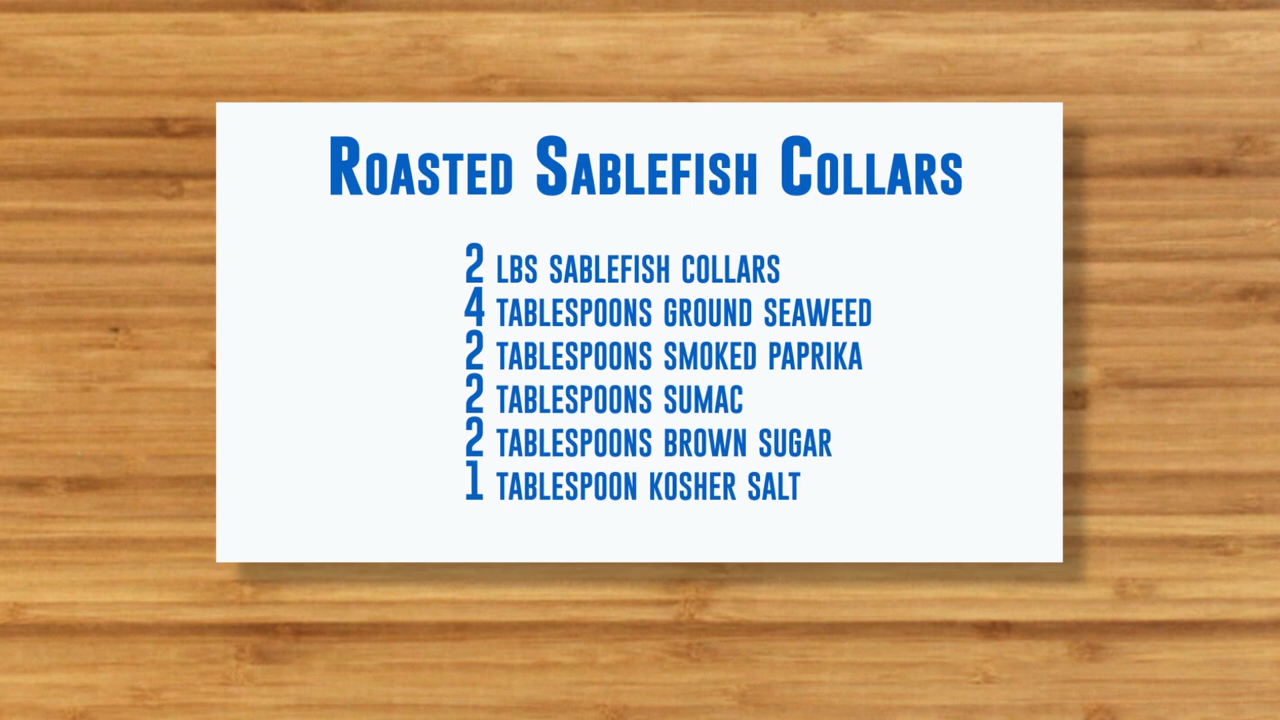 Roasted Sablefish Collars
2 LBS SABLEFISH COLLARS
4 TABLESPOONS GROUND SEAWEED
2 TABLESPOONS SMOKED PAPRIKA
2 TABLESPOONS SUMAC
2 TABLESPOONS BROWN SUGAR
1 TABLESPOON KOSHER SALT